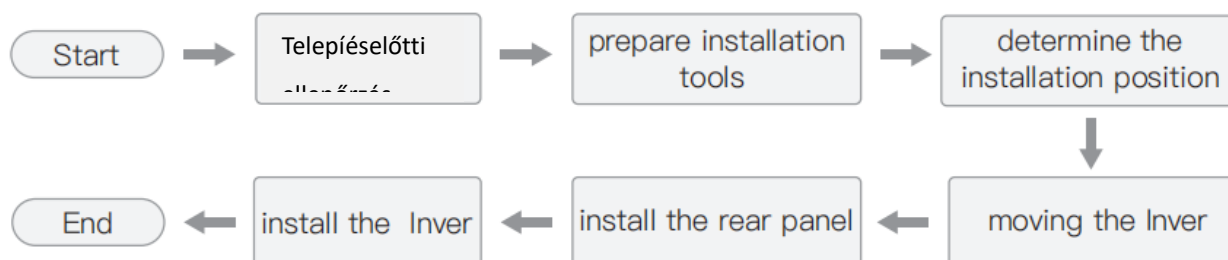 Start
Telepíéselőtti
prepare installation
tools
determine the
installation position
End
install the Inver
install the rear panel
moving the Inver